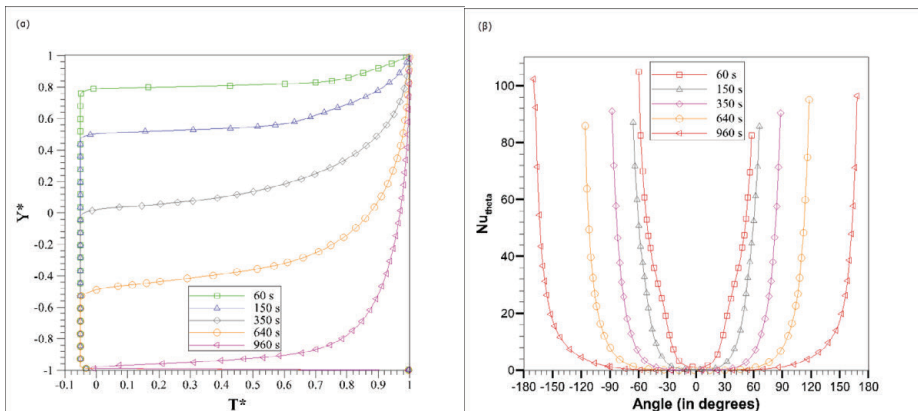 (α)
1
0.8
0.6
0.4
0.2
0
-0.2
-0.4
-0.6
-0.8
-1
Y*
60 s
150 s
350 s
640 s
960 s
-0.1 0 0.1 0.2 0.3 0.4 0.5 0.6 0.7 0.8 0.9 1
T*
(β)
100
80
60
40
20
0
Nu_theta
60 s
150 s
350 s
640 s
960 s
-180 -150 -120 -90 -60 -30 0 30 60 90 120 150 180
Angle (in degrees)